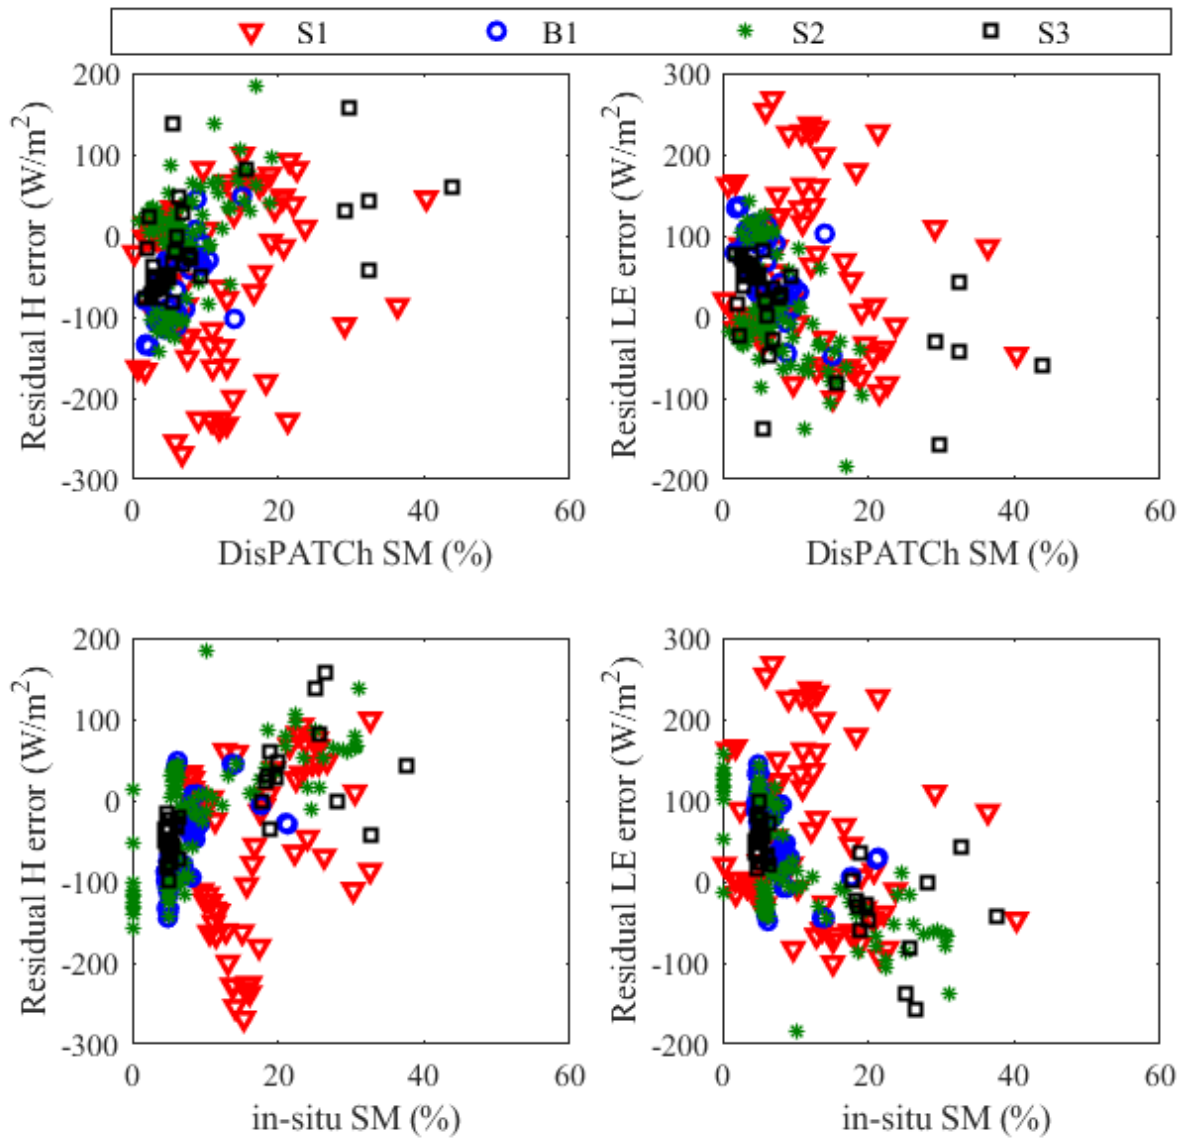 S1 B1 S2 S3
200 100 0 -100 -200 -300
Residual H error (W/m²)
0 20 40 60
DisPATCh SM (%)
300 200 100 0 -100 -200
Residual LE error (W/m²)
0 20 40 60
DisPATCh SM (%)
200 100 0 -100 -200 -300
Residual H error (W/m²)
0 20 40 60
in-situ SM (%)
300 200 100 0 -100 -200
Residual LE error (W/m²)
0 20 40 60
in-situ SM (%)